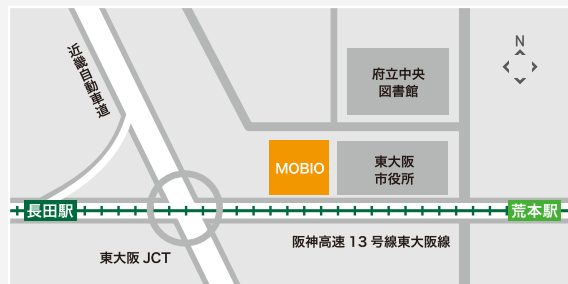 近畿自動車道
N
府立中央
図書館
MOBIO
東大阪
市役所
長田駅
荒本駅
阪神高速 13 号線東大阪線
東大阪 JCT